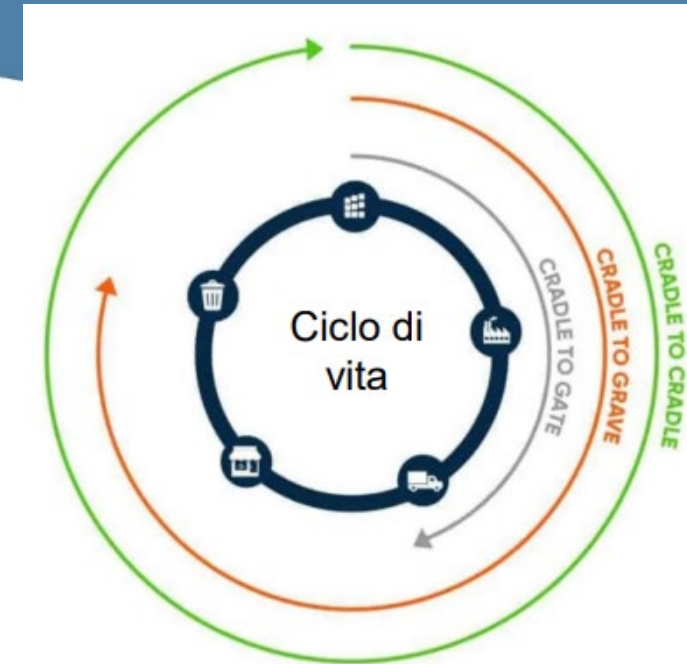 Ciclo di
vita
CRADLE TO GATE
CRADLE TO GRAVE
CRADLE TO CRADLE